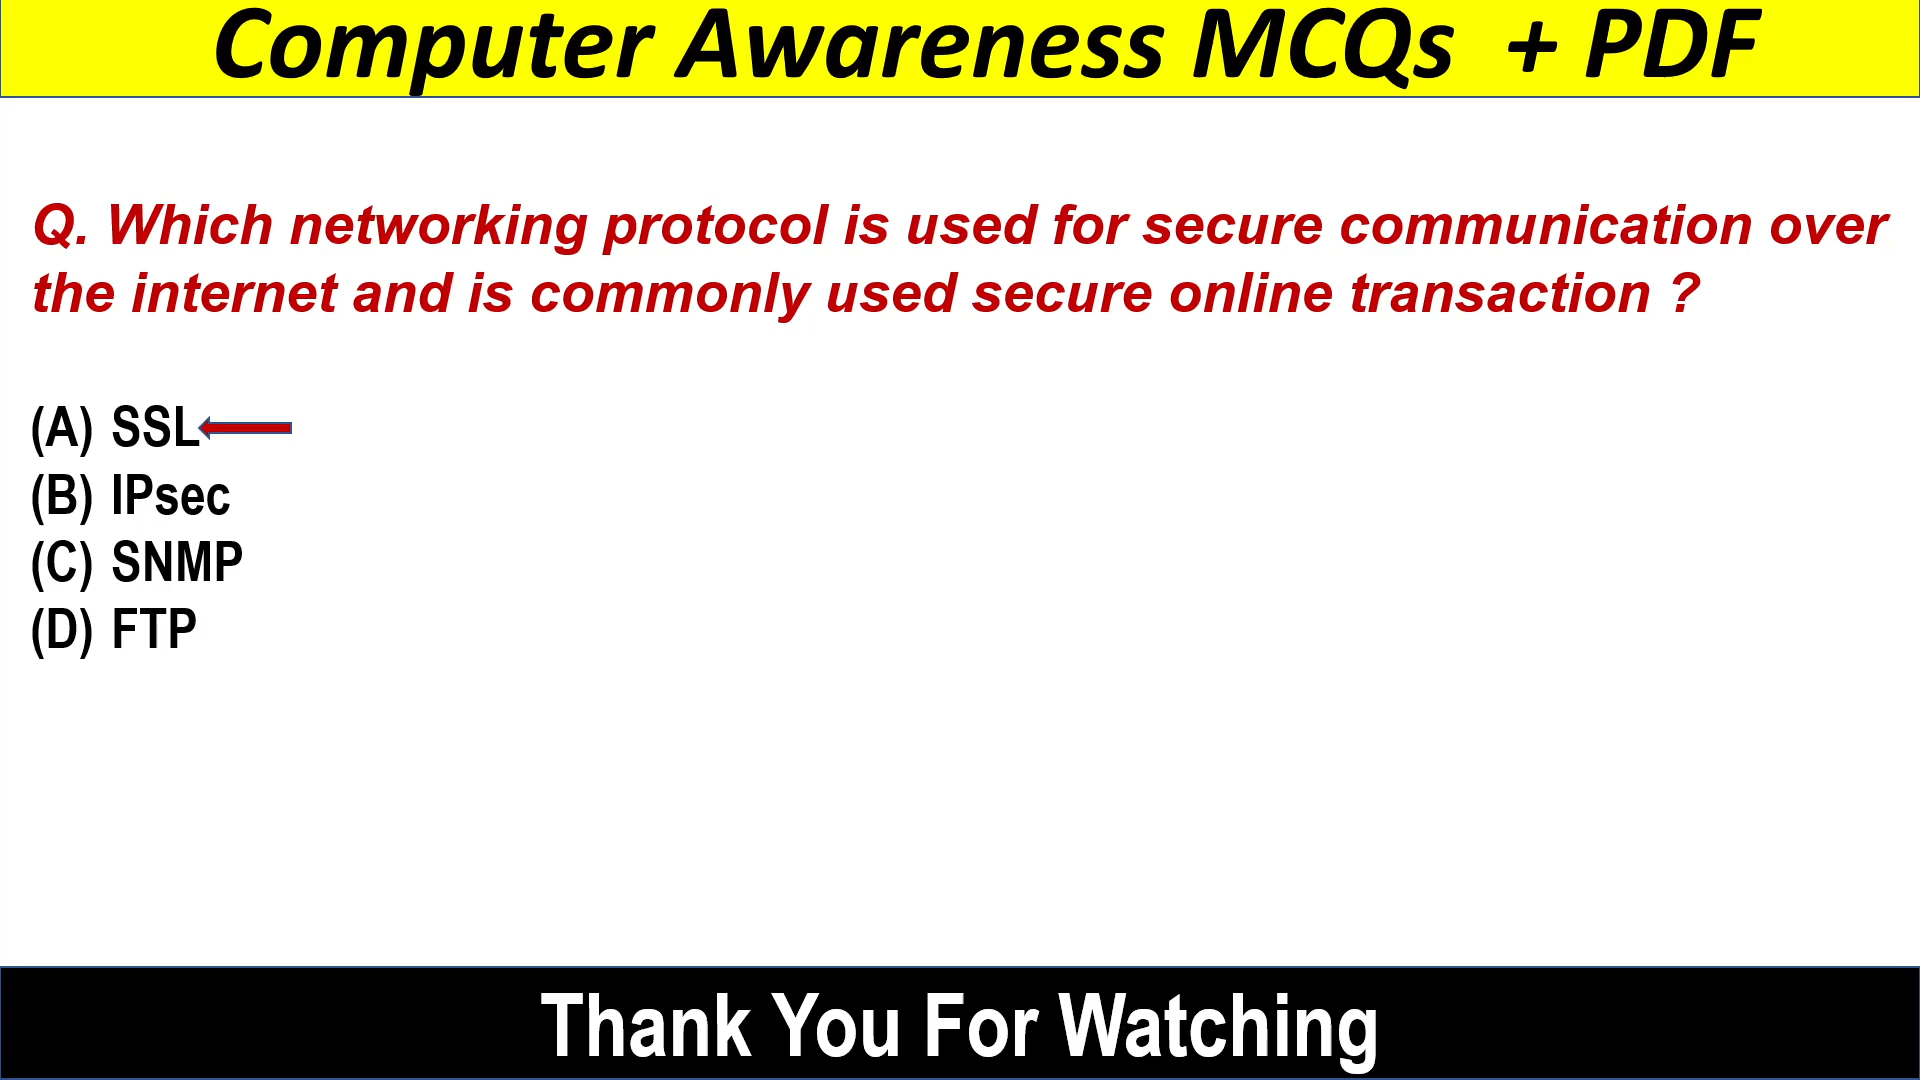 Computer Awareness MCQs + PDF
Q. Which networking protocol is used for secure communication over
the internet and is commonly used secure online transaction ?
(A) SSL
(B) IPsec
(C) SNMP
(D) FTP
Thank You For Watching